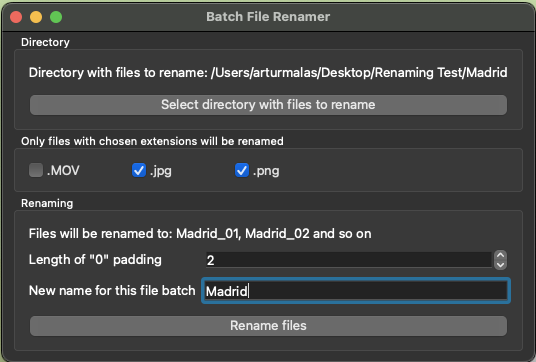 Batch File Renamer
Directory
Directory with files to rename: /Users/arturmalas/Desktop/Renaming Test/Madrid
Select directory with files to rename
Only files with chosen extensions will be renamed
.MOV .jpg .png
Renaming
Files will be renamed to: Madrid_01, Madrid_02 and so on
Length of "0" padding 2
New name for this file batch Madrid
Rename files